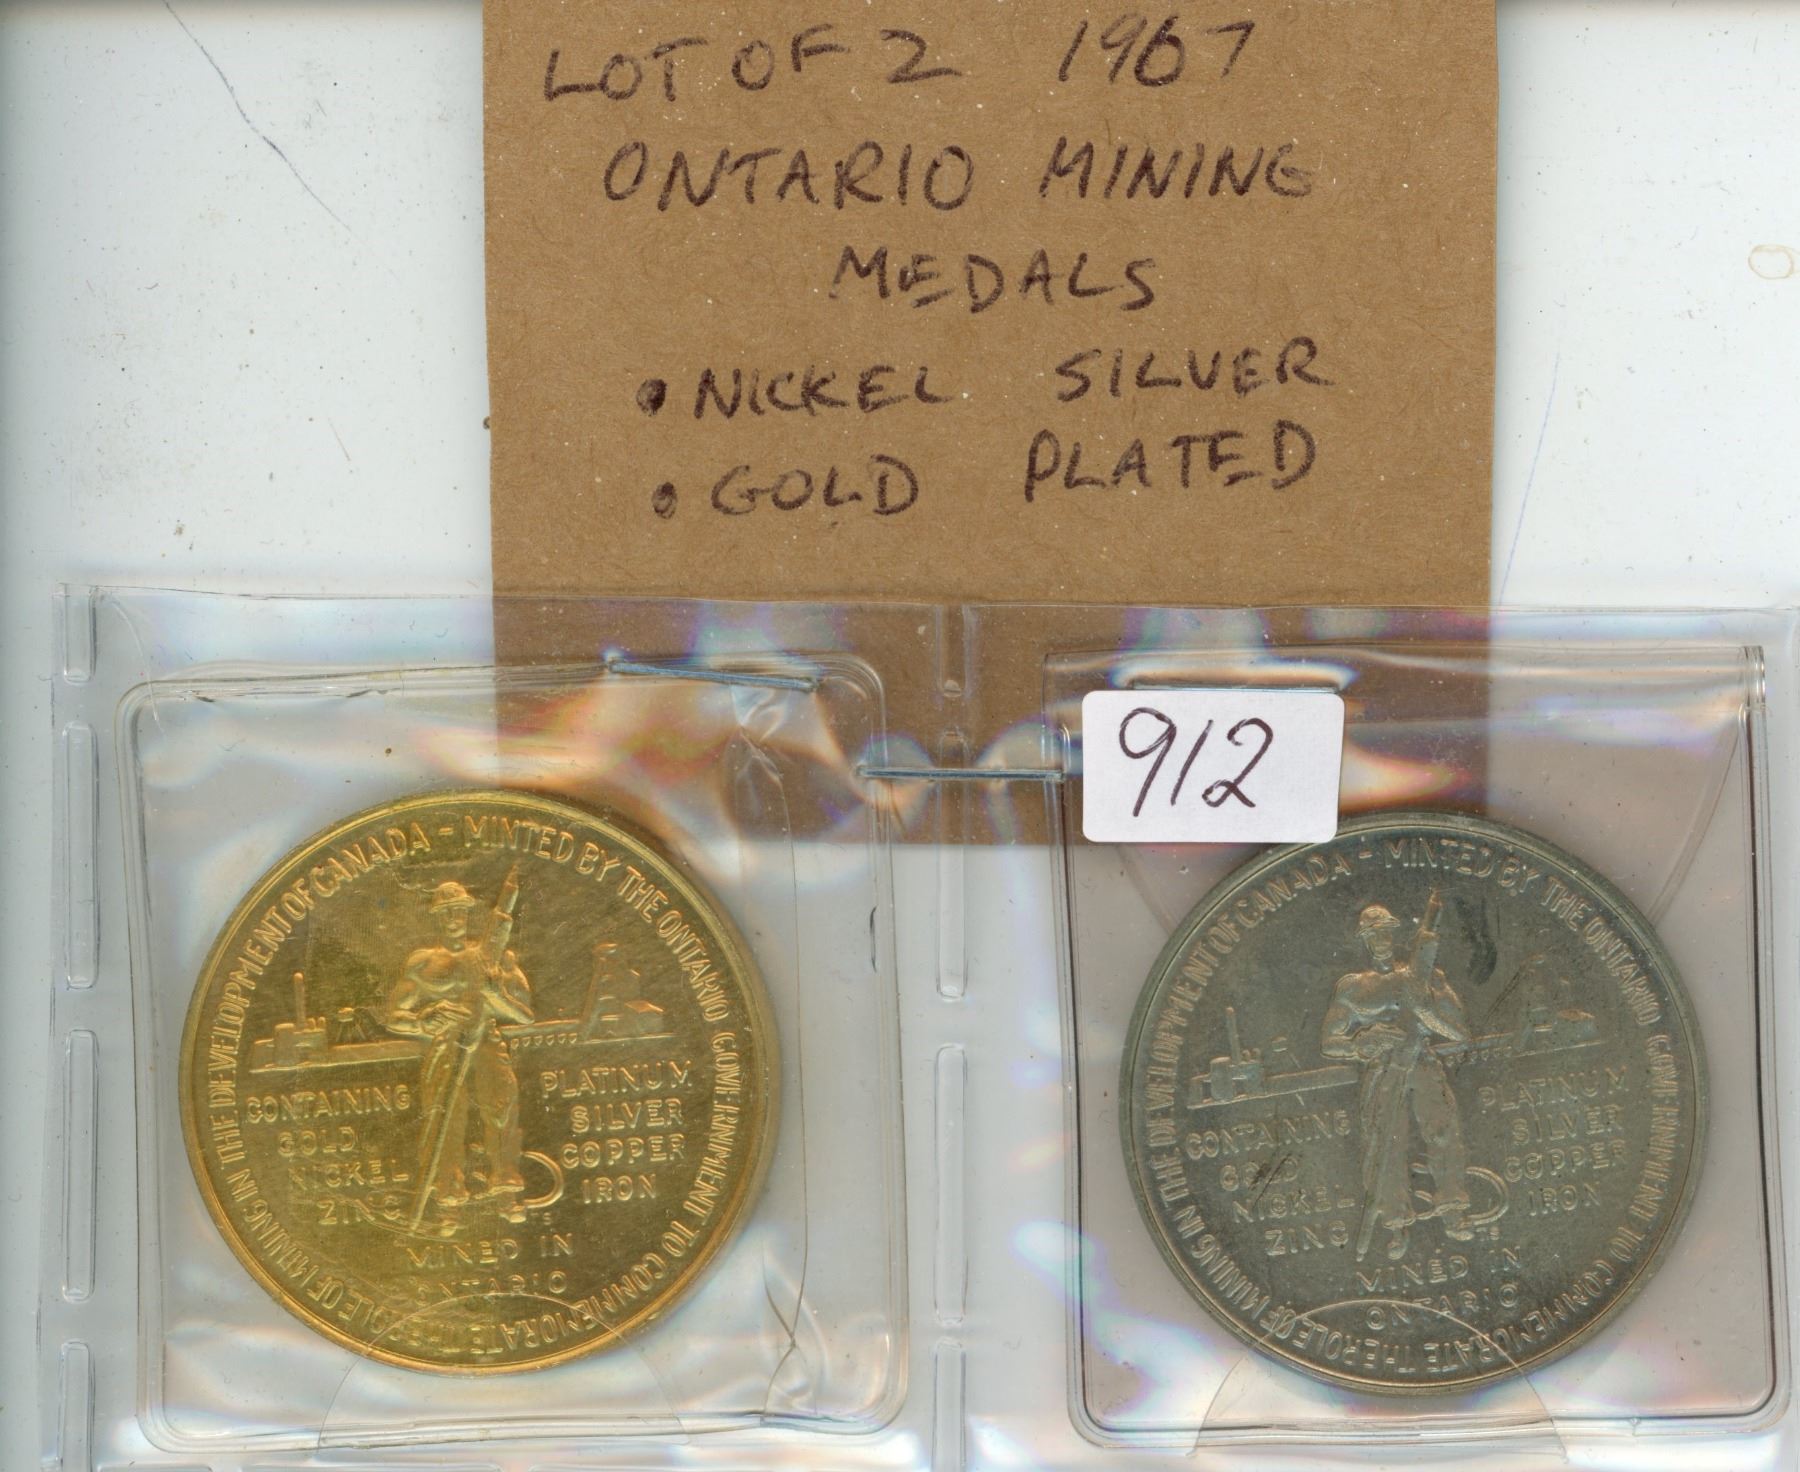 LOT OF 2 1967
ONTARIO MINING
MEDALS
• NICKEL SILVER
• GOLD PLATED
912
MINTED BY THE ONTARIO GOVERNMENT TO COMMEMORATE THE ROLE OF MINING IN THE DEVELOPMENT OF CANADA -
CONTAINING
GOLD
NICKEL
ZINC
PLATINUM
SILVER
COPPER
IRON
TS
MINED IN
ONTARIO
MINTED BY THE ONTARIO GOVERNMENT TO COMMEMORATE THE ROLE OF MINING IN THE DEVELOPMENT OF CANADA -
CONTAINING
GOLD
NICKEL
ZINC
PLATINUM
SILVER
COPPER
IRON
TS
MINED IN
ONTARIO